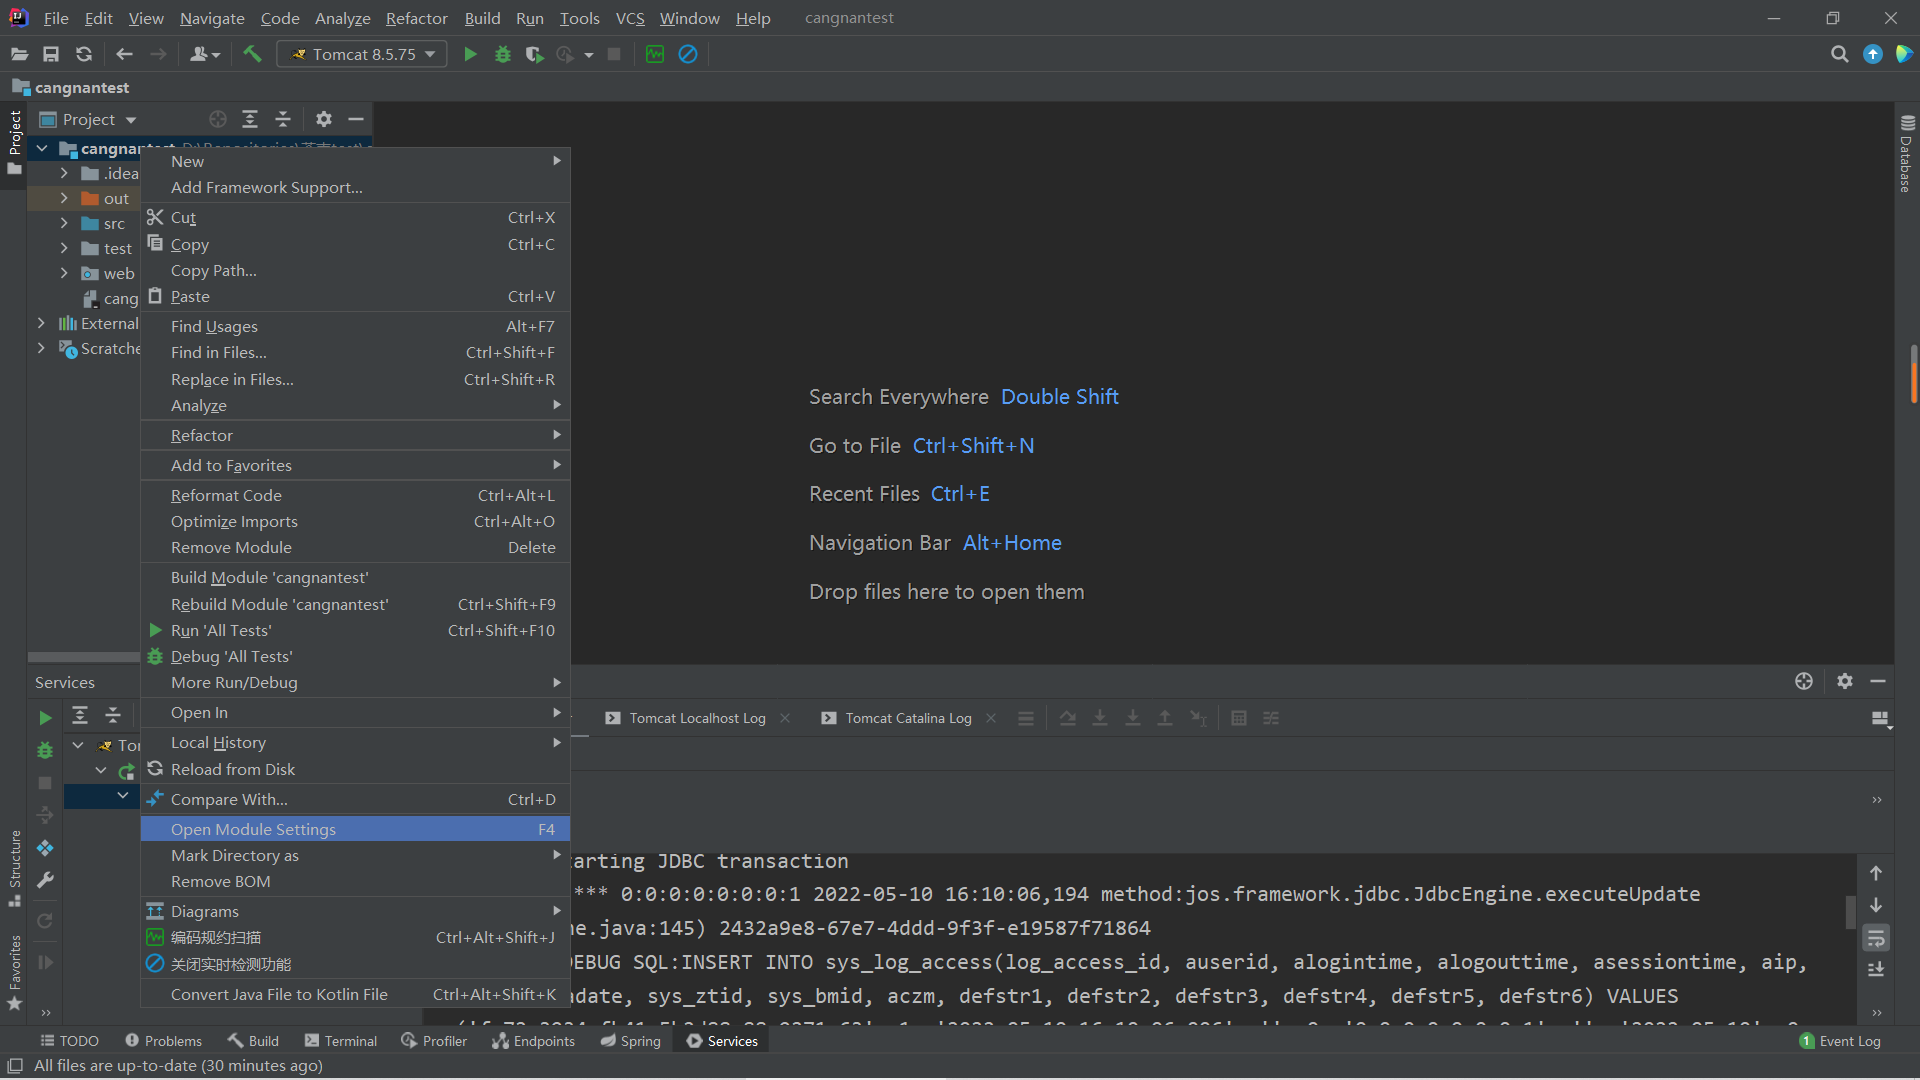 File Edit View Navigate Code Analyze Refactor Build Run Tools VCS Window Help cangnantest
Tomcat 8.5.75
cangnantest
Project
Project
Database
.idea
out
src
test
web
cang
External
Scratche
New
Add Framework Support...
Cut Ctrl+X
Copy Ctrl+C
Copy Path...
Paste Ctrl+V
Find Usages Alt+F7
Find in Files... Ctrl+Shift+F
Replace in Files... Ctrl+Shift+R
Analyze
Refactor
Add to Favorites
Reformat Code Ctrl+Alt+L
Optimize Imports Ctrl+Alt+O
Remove Module Delete
Build Module 'cangnantest'
Rebuild Module 'cangnantest' Ctrl+Shift+F9
Run 'All Tests' Ctrl+Shift+F10
Debug 'All Tests'
More Run/Debug
Open In
Local History
Reload from Disk
Compare With... Ctrl+D
Open Module Settings F4
Mark Directory as
Remove BOM
Diagrams
编码规约扫描 Ctrl+Alt+Shift+J
关闭实时检测功能
Convert Java File to Kotlin File Ctrl+Alt+Shift+K
Search Everywhere Double Shift
Go to File Ctrl+Shift+N
Recent Files Ctrl+E
Navigation Bar Alt+Home
Drop files here to open them
Services
Tomcat Localhost Log
Tomcat Catalina Log
Tor
arting JDBC transaction
*** 0:0:0:0:0:0:0:1 2022-05-10 16:10:06,194 method:jos.framework.jdbc.JdbcEngine.executeUpdate
e.java:145) 2432a9e8-67e7-4ddd-9f3f-e19587f71864
DEBUG SQL:INSERT INTO sys_log_access(log_access_id, auserid, alogintime, alogouttime, asessiontime, aip,
adate, sys_ztid, sys_bmid, aczm, defstr1, defstr2, defstr3, defstr4, defstr5, defstr6) VALUES
Structure
Favorites
TODO Problems Build Terminal Profiler Endpoints Spring Services 1 Event Log
All files are up-to-date (30 minutes ago)